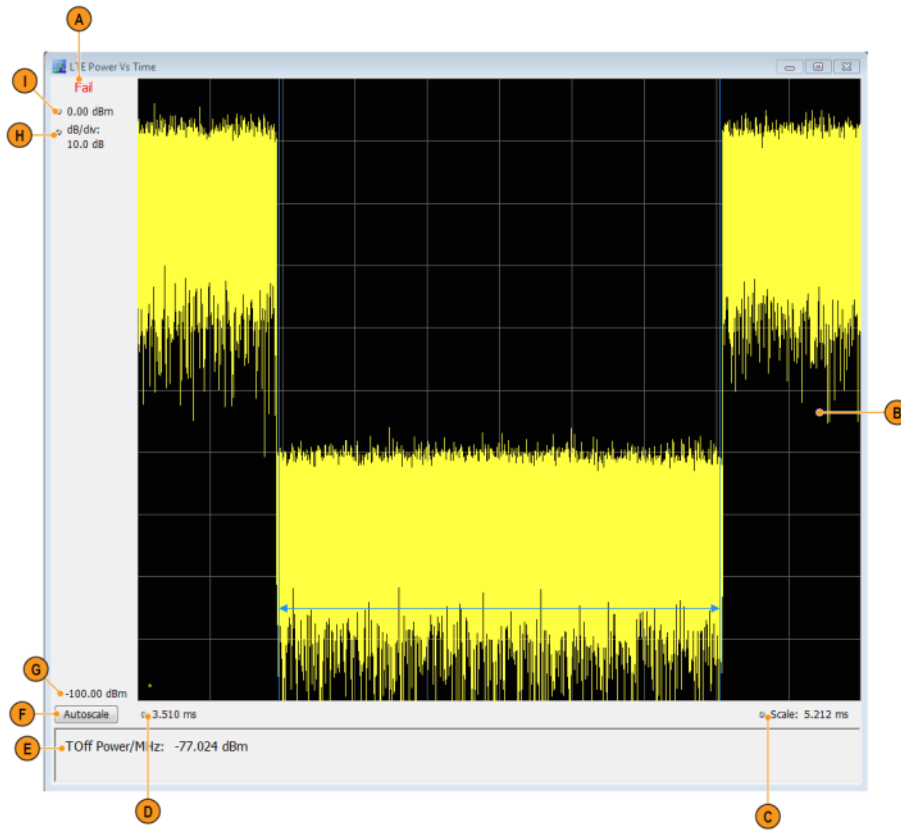 A
LTE Power Vs Time
Fail
I
0.00 dBm
H
dB/div:
10.0 dB
B
G
-100.00 dBm
F
Autoscale
3.510 ms
Scale: 5.212 ms
E
TOff Power/MHz: -77.024 dBm
D
C